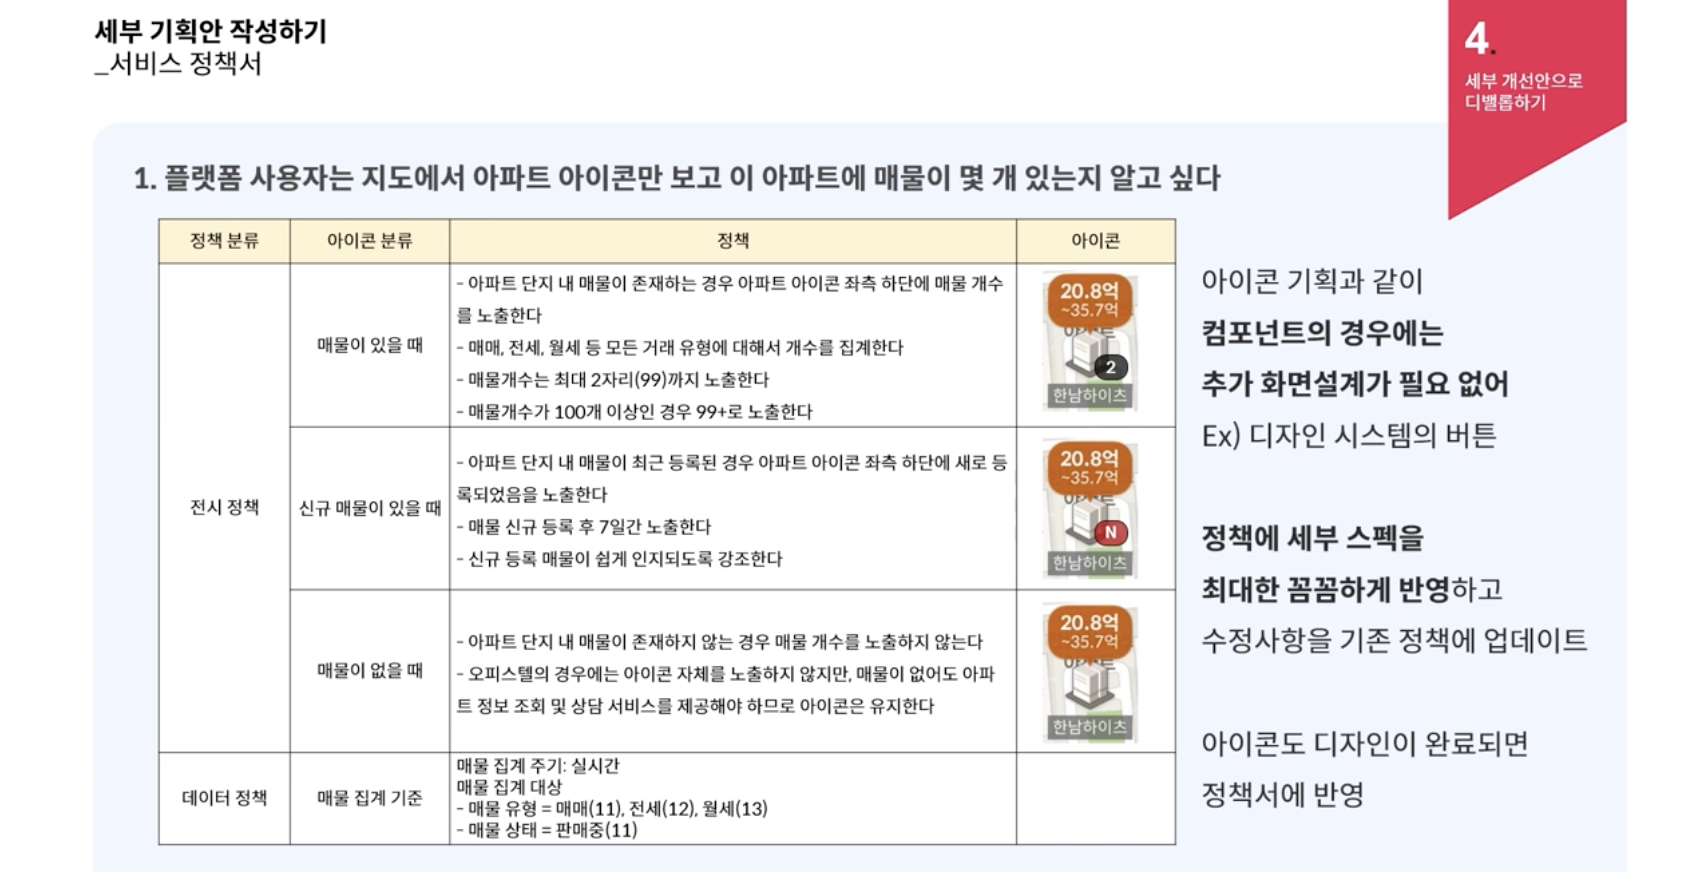 세부 기획안 작성하기
_서비스 정책서
4.
세부 개선안으로
디밸롭하기
1. 플랫폼 사용자는 지도에서 아파트 아이콘만 보고 이 아파트에 매물이 몇 개 있는지 알고 싶다
정책 분류
아이콘 분류
정책
아이콘
전시 정책
매물이 있을 때
- 아파트 단지 내 매물이 존재하는 경우 아파트 아이콘 좌측 하단에 매물 개수
를 노출한다
- 매매, 전세, 월세 등 모든 거래 유형에 대해서 개수를 집계한다
- 매물개수는 최대 2자리(99)까지 노출한다
- 매물개수가 100개 이상인 경우 99+로 노출한다
20.8억
~35.7억
2
한남하이츠
신규 매물이 있을 때
- 아파트 단지 내 매물이 최근 등록된 경우 아파트 아이콘 좌측 하단에 새로 등
록되었음을 노출한다
- 매물 신규 등록 후 7일간 노출한다
- 신규 등록 매물이 쉽게 인지되도록 강조한다
20.8억
~35.7억
N
한남하이츠
매물이 없을 때
- 아파트 단지 내 매물이 존재하지 않는 경우 매물 개수를 노출하지 않는다
- 오피스텔의 경우에는 아이콘 자체를 노출하지 않지만, 매물이 없어도 아파
트 정보 조회 및 상담 서비스를 제공해야 하므로 아이콘은 유지한다
20.8억
~35.7억
한남하이츠
데이터 정책
매물 집계 기준
매물 집계 주기: 실시간
매물 집계 대상
- 매물 유형 = 매매(11), 전세(12), 월세(13)
- 매물 상태 = 판매중(11)
아이콘 기획과 같이
컴포넌트의 경우에는
추가 화면설계가 필요 없어
Ex) 디자인 시스템의 버튼
정책에 세부 스펙을
최대한 꼼꼼하게 반영하고
수정사항을 기존 정책에 업데이트
아이콘도 디자인이 완료되면
정책서에 반영